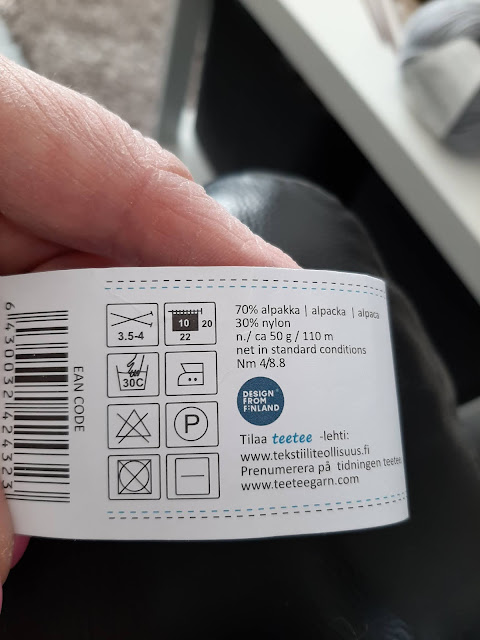 6430032424323
EAN CODE
3.5-4
10
20
22
30C
P
70% alpakka | alpacka | alpaca
30% nylon
n./ ca 50 g / 110 m
net in standard conditions
Nm 4/8.8
DESIGN
FROM
FINLAND
Tilaa teetee -lehti:
www.tekstiiliteollisuus.fi
Prenumerera på tidningen teetee
www.teeteegarn.com